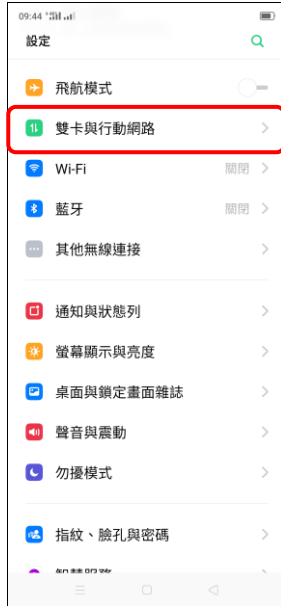 09:44
設定
飛航模式
雙卡與行動網路
Wi-Fi 關閉
藍牙 關閉
其他無線連接
通知與狀態列
螢幕顯示與亮度
桌面與鎖定畫面雜誌
聲音與震動
勿擾模式
指紋、臉孔與密碼